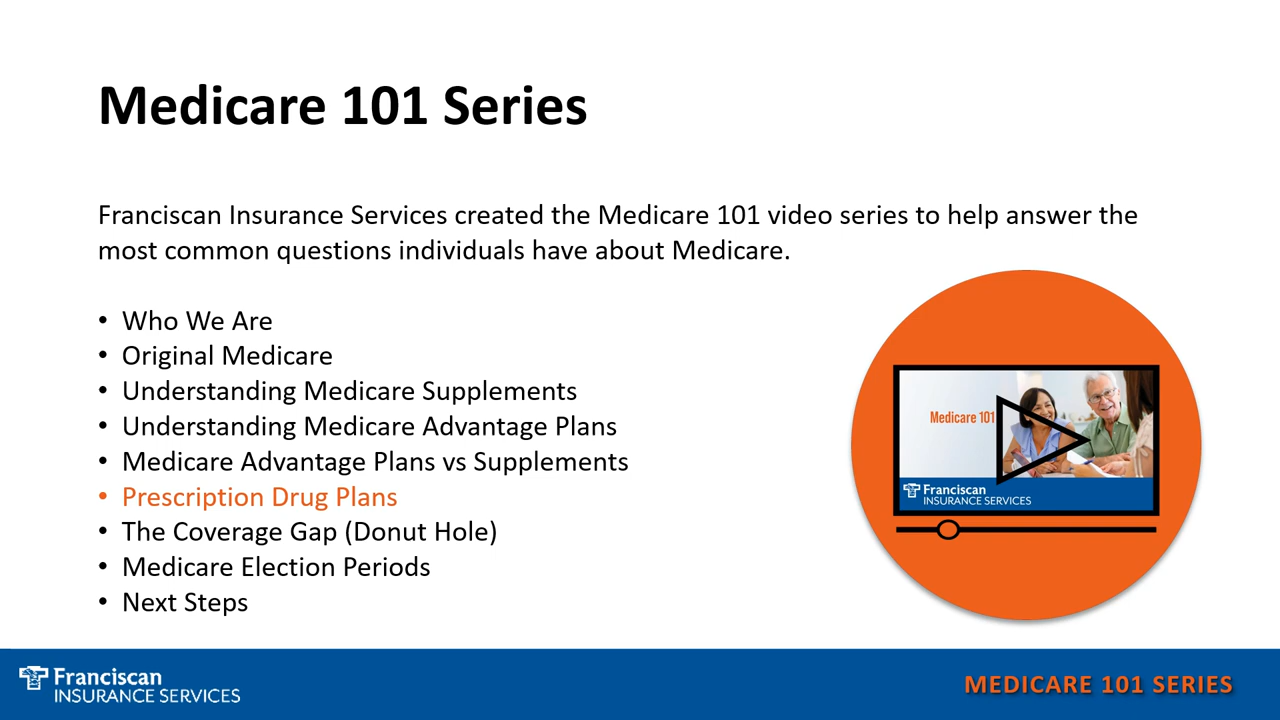 Medicare 101 Series
Franciscan Insurance Services created the Medicare 101 video series to help answer the
most common questions individuals have about Medicare.
• Who We Are
• Original Medicare
• Understanding Medicare Supplements
• Understanding Medicare Advantage Plans
• Medicare Advantage Plans vs Supplements
• Prescription Drug Plans
• The Coverage Gap (Donut Hole)
• Medicare Election Periods
• Next Steps
Medicare 101
Franciscan
INSURANCE SERVICES
Franciscan
INSURANCE SERVICES
MEDICARE 101 SERIES